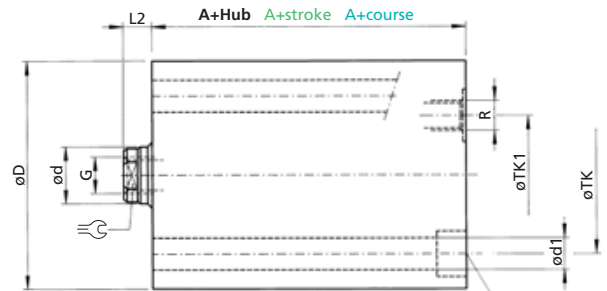 L2 A+Hub A+stroke A+course
øD
ød
G
R
øTK1
øTK
ød1